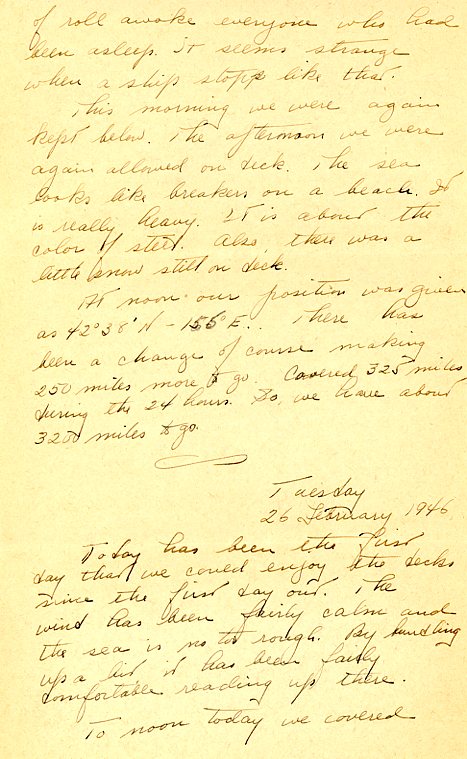 of roll awoke everyone who had
been asleep. It seems strange
when a ship stops like that.
This morning we were again
kept below. The afternoon we were
again allowed on deck. The sea
looks like breakers on a beach. It
is really heavy. It is about the
color of steel. Also, there was a
little snow still on deck.
At noon our position was given
as 42°38'N - 155°E. There has
been a change of course making
250 miles more to go. Covered 325 miles
during the 24 hours. So, we have about
3200 miles to go.
Tuesday
26 February 1946
Today has been the first
day that we could enjoy the decks
since the first day out. The
wind has been fairly calm and
the sea is no to rough. By bundling
up a bit it has been fairly
comfortable reading up there.
To noon today we covered